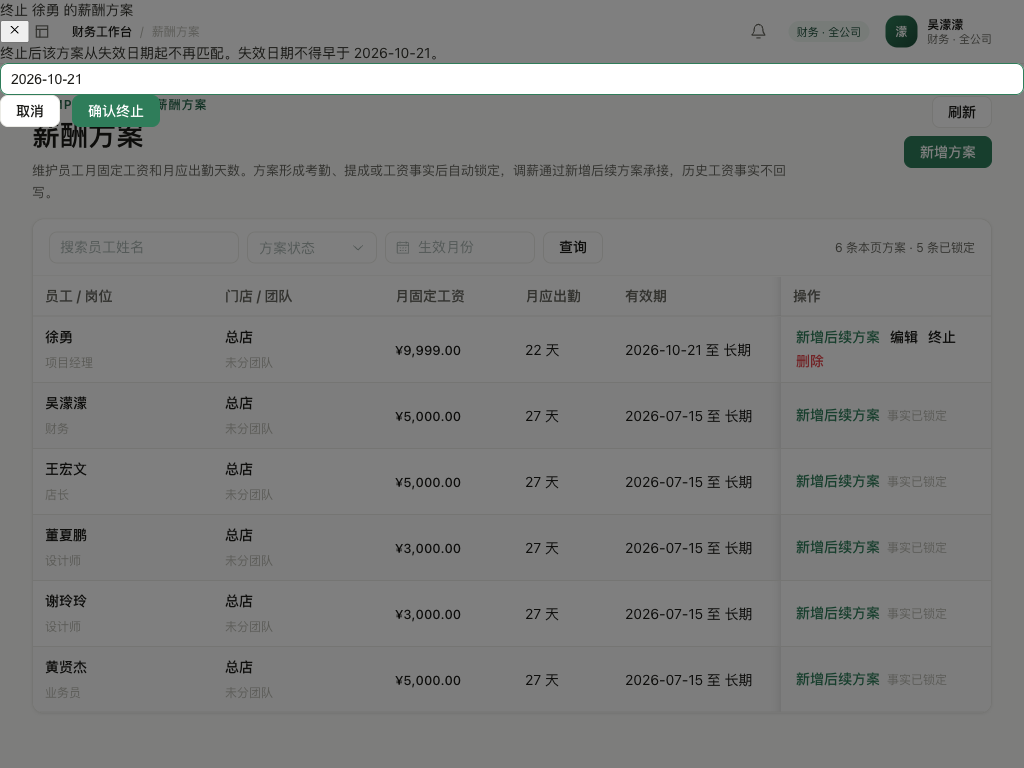 终止 徐勇 的薪酬方案
× 财务工作台 / 薪酬方案 财务 · 全公司 濛 吴濛濛
财务 · 全公司
终止后该方案从失效日期起不再匹配。失效日期不得早于 2026-10-21。
2026-10-21
取消 确认终止 薪酬方案 刷新
薪酬方案 新增方案
维护员工月固定工资和月应出勤天数。方案形成考勤、提成或工资事实后自动锁定，调薪通过新增后续方案承接，历史工资事实不回
写。
搜索员工姓名 方案状态 生效月份 查询 6 条本页方案 · 5 条已锁定
员工 / 岗位 门店 / 团队 月固定工资 月应出勤 有效期 操作
徐勇 总店 ¥9,999.00 22 天 2026-10-21 至 长期 新增后续方案 编辑 终止
项目经理 未分团队 删除
吴濛濛 总店 ¥5,000.00 27 天 2026-07-15 至 长期 新增后续方案 事实已锁定
财务 未分团队
王宏文 总店 ¥5,000.00 27 天 2026-07-15 至 长期 新增后续方案 事实已锁定
店长 未分团队
董夏鹏 总店 ¥3,000.00 27 天 2026-07-15 至 长期 新增后续方案 事实已锁定
设计师 未分团队
谢玲玲 总店 ¥3,000.00 27 天 2026-07-15 至 长期 新增后续方案 事实已锁定
设计师 未分团队
黄贤杰 总店 ¥5,000.00 27 天 2026-07-15 至 长期 新增后续方案 事实已锁定
业务员 未分团队